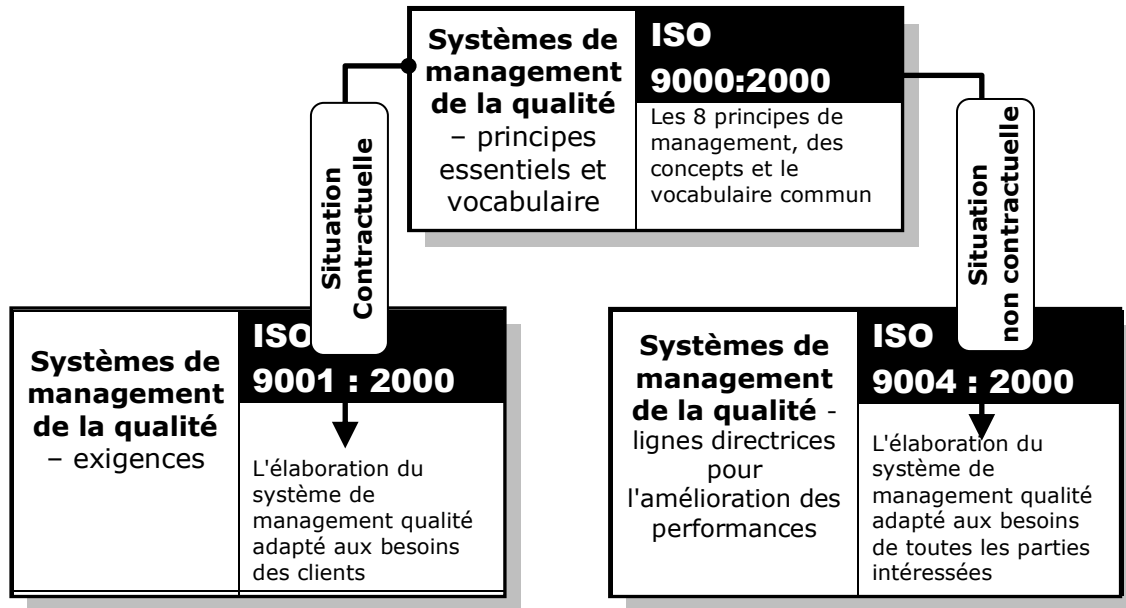 Systèmes de
management
de la qualité
– principes
essentiels et
vocabulaire
ISO
9000:2000
Les 8 principes de
management, des
concepts et le
vocabulaire commun
Situation
Contractuelle
Situation
non contractuelle
Systèmes de
management
de la qualité
– exigences
ISO
9001 : 2000
L'élaboration du
système de
management qualité
adapté aux besoins
des clients
Systèmes de
management
de la qualité -
lignes directrices
pour
l'amélioration des
performances
ISO
9004 : 2000
L'élaboration du
système de
management qualité
adapté aux besoins
de toutes les parties
intéressées